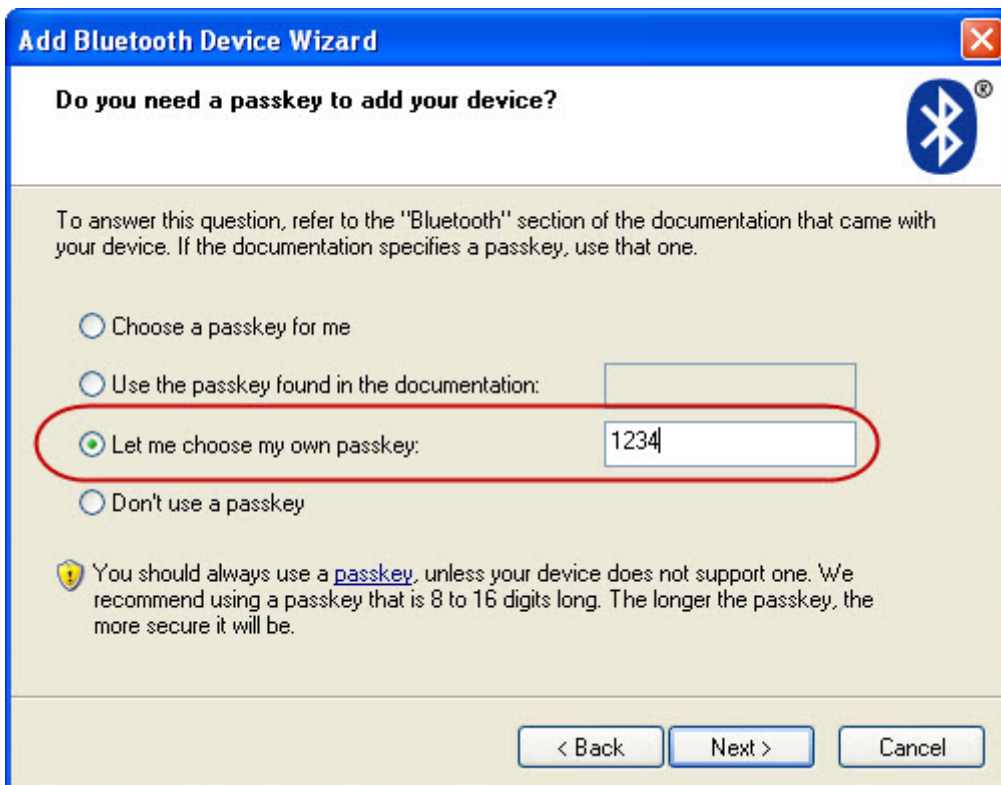 Add Bluetooth Device Wizard
Do you need a passkey to add your device?
®
To answer this question, refer to the "Bluetooth" section of the documentation that came with
your device. If the documentation specifies a passkey, use that one.
Choose a passkey for me
Use the passkey found in the documentation:
Let me choose my own passkey: 1234
Don't use a passkey
You should always use a passkey, unless your device does not support one. We
recommend using a passkey that is 8 to 16 digits long. The longer the passkey, the
more secure it will be.
< Back Next > Cancel